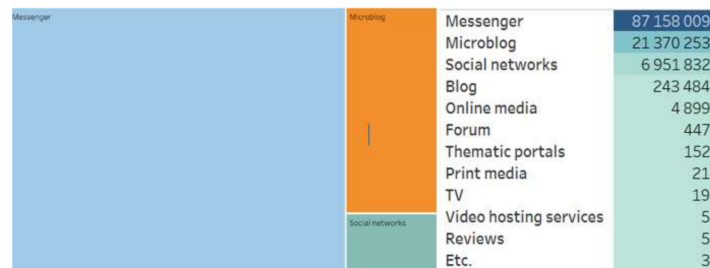 Messenger
Microblog
Social networks
Messenger 87 158 009
Microblog 21 370 253
Social networks 6 951 832
Blog 243 484
Online media 4 899
Forum 447
Thematic portals 152
Print media 21
TV 19
Video hosting services 5
Reviews 5
Etc. 3